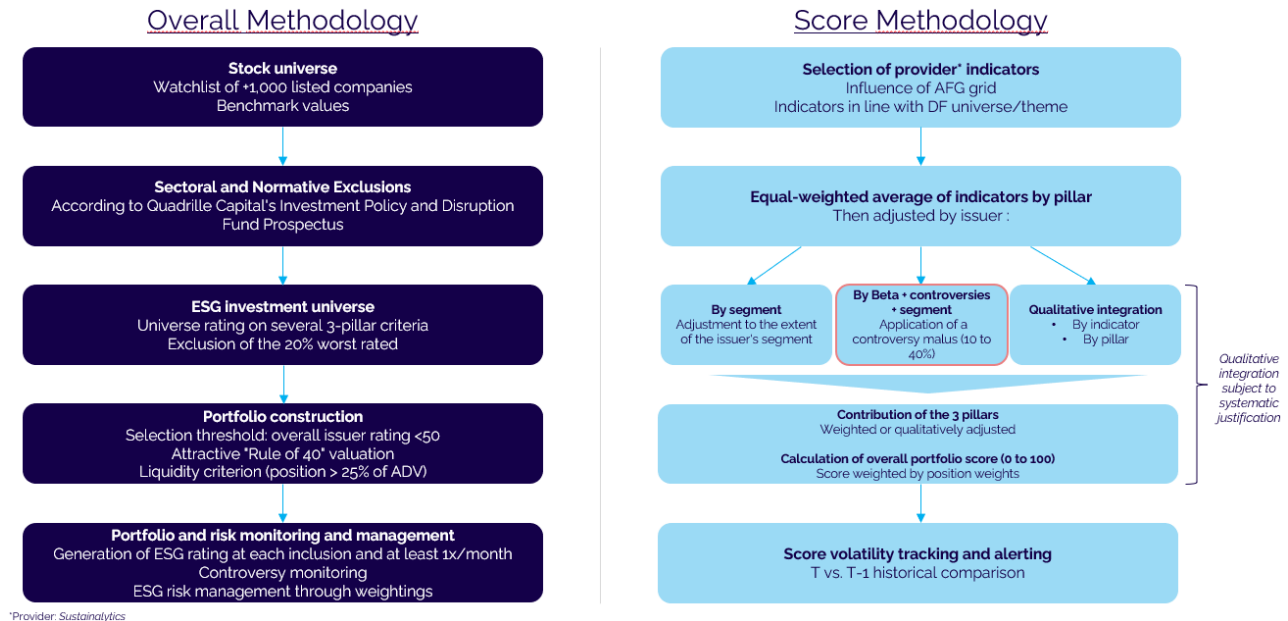 Overall Methodology
Stock universe
Watchlist of +1,000 listed companies
Benchmark values
Sectoral and Normative Exclusions
According to Quadrille Capital's Investment Policy and Disruption
Fund Prospectus
ESG investment universe
Universe rating on several 3-pillar criteria
Exclusion of the 20% worst rated
Portfolio construction
Selection threshold: overall issuer rating <50
Attractive "Rule of 40" valuation
Liquidity criterion (position > 25% of ADV)
Portfolio and risk monitoring and management
Generation of ESG rating at each inclusion and at least 1x/month
Controversy monitoring
ESG risk management through weightings
*Provider: Sustainalytics
Score Methodology
Selection of provider* indicators
Influence of AFG grid
Indicators in line with DF universe/theme
Equal-weighted average of indicators by pillar
Then adjusted by issuer :
By segment
Adjustment to the extent
of the issuer's segment
By Beta + controversies
+ segment
Application of a
controversy malus (10 to
40%)
Qualitative integration
• By indicator
• By pillar
Qualitative
integration
subject to
systematic
justification
Contribution of the 3 pillars
Weighted or qualitatively adjusted
Calculation of overall portfolio score (0 to 100)
Score weighted by position weights
Score volatility tracking and alerting
T vs. T-1 historical comparison